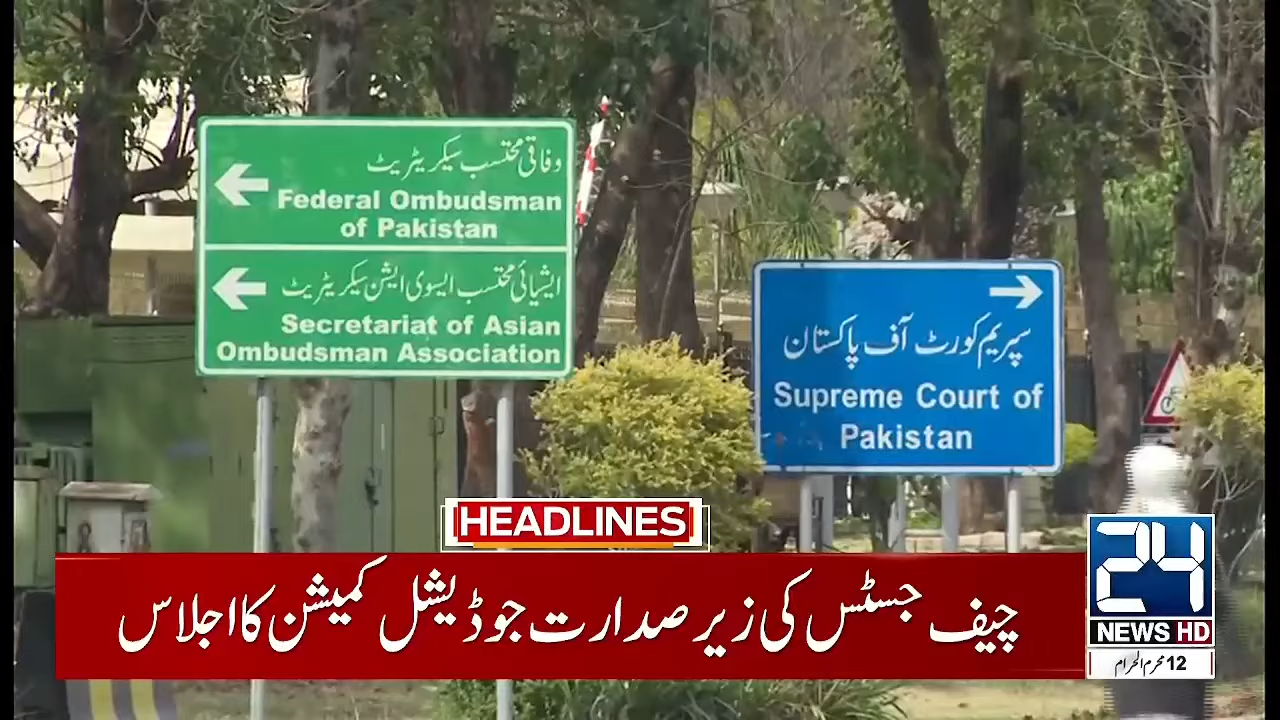 وفاقی محتسب سیکریٹریٹ
Federal Ombudsman
of Pakistan
ایشیائی محتسب ایسوی ایشن سیکریٹریٹ
Secretariat of Asian
Ombudsman Association
سپریم کورٹ آف پاکستان
Supreme Court of
Pakistan
HEADLINES
چیف جسٹس کی زیر صدارت جوڈیشل کمیشن کا اجلاس
24
NEWS HD
12 محرم الحرام